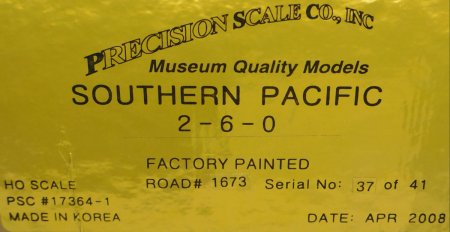 PRECISION SCALE CO., INC
Museum Quality Models
SOUTHERN PACIFIC
2-6-0
FACTORY PAINTED
HO SCALE ROAD# 1673 Serial No: 37 of 41
PSC #17364-1
MADE IN KOREA DATE: APR 2008